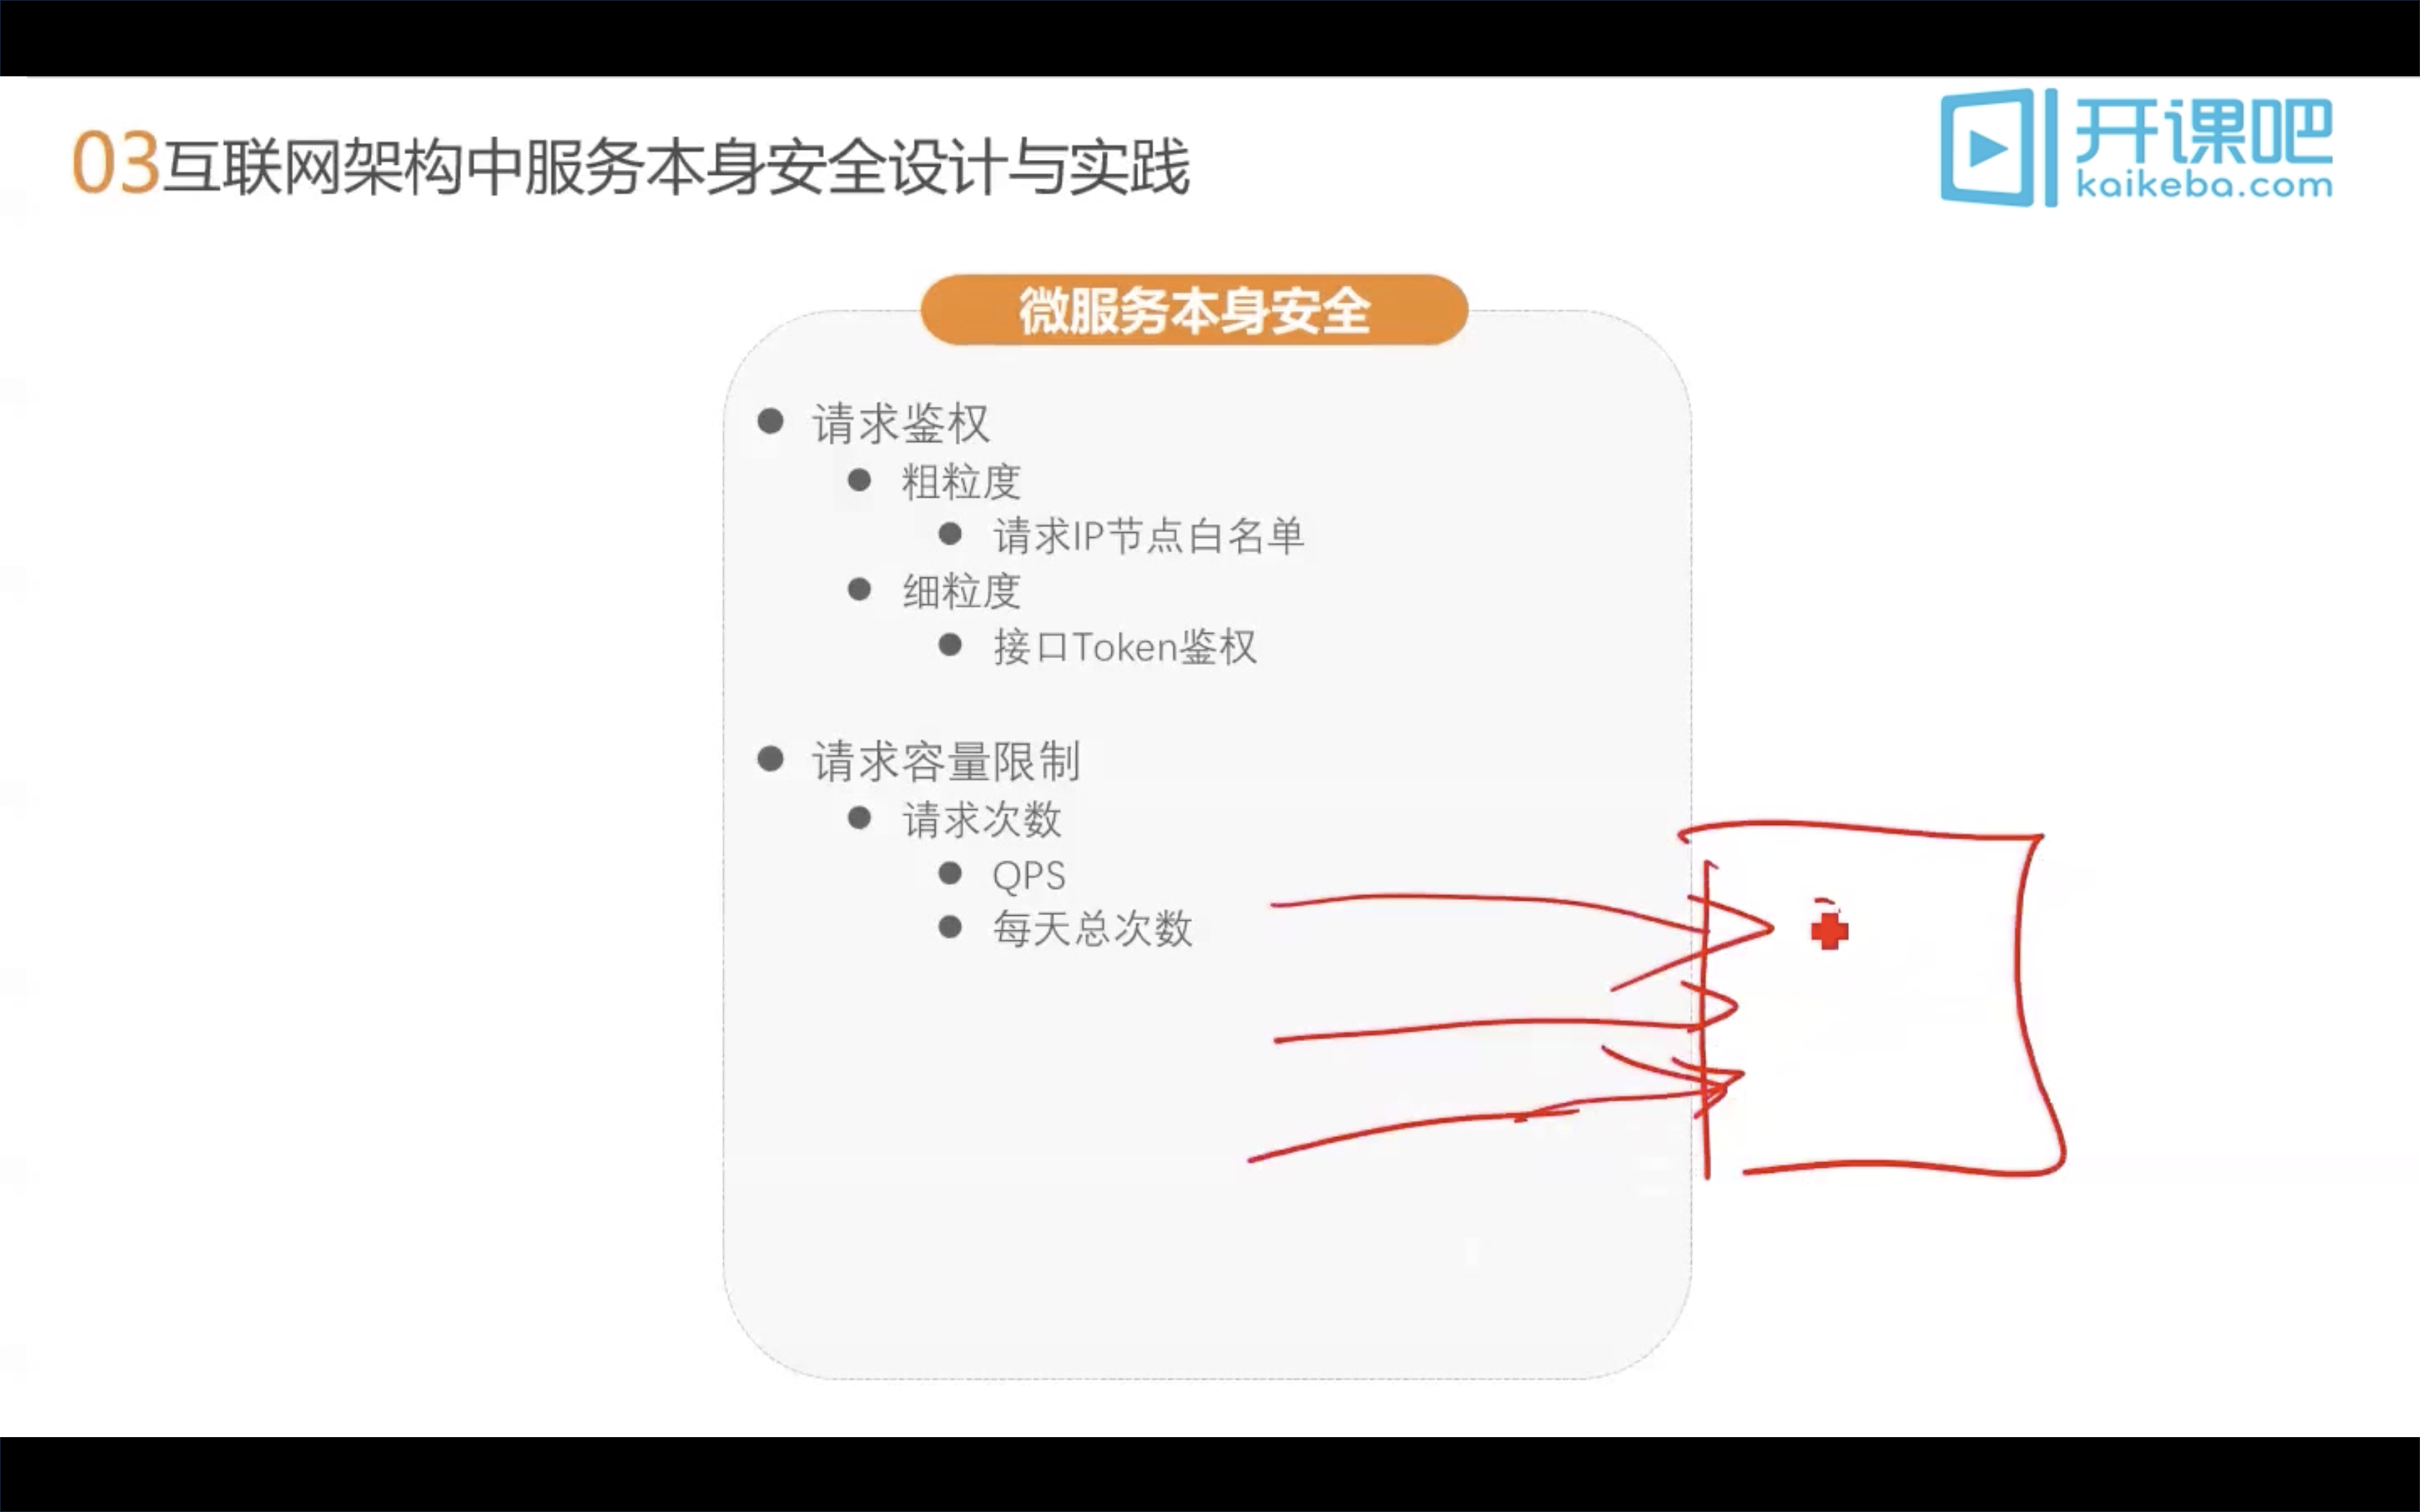 03互联网架构中服务本身安全设计与实践
开课吧
kaikeba.com
微服务本身安全
请求鉴权
粗粒度
请求IP节点白名单
细粒度
接口Token鉴权
请求容量限制
请求次数
QPS
每天总次数